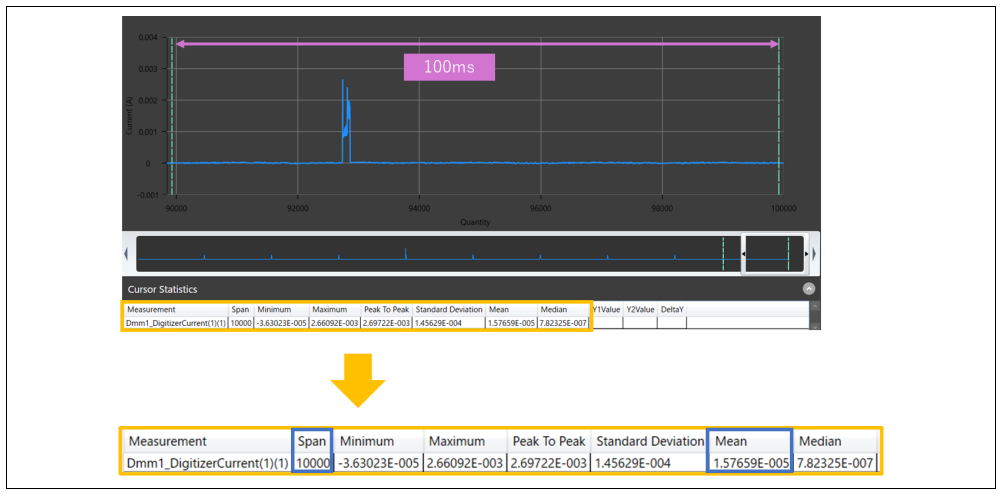 0.004
100ms
0.003
0.002
Current (A)
0.001
0
-0.001
90000 92000 94000 96000 98000 100000
Quantity
Cursor Statistics
Measurement Span Minimum Maximum Peak To Peak Standard Deviation Mean Median Y1Value Y2Value DeltaY
Dmm1_DigitizerCurrent(1)(1) 10000 -3.63023E-005 2.66092E-003 2.69722E-003 1.45629E-004 1.57659E-005 7.82325E-007
Measurement Span Minimum Maximum Peak To Peak Standard Deviation Mean Median
Dmm1_DigitizerCurrent(1)(1) 10000 -3.63023E-005 2.66092E-003 2.69722E-003 1.45629E-004 1.57659E-005 7.82325E-007